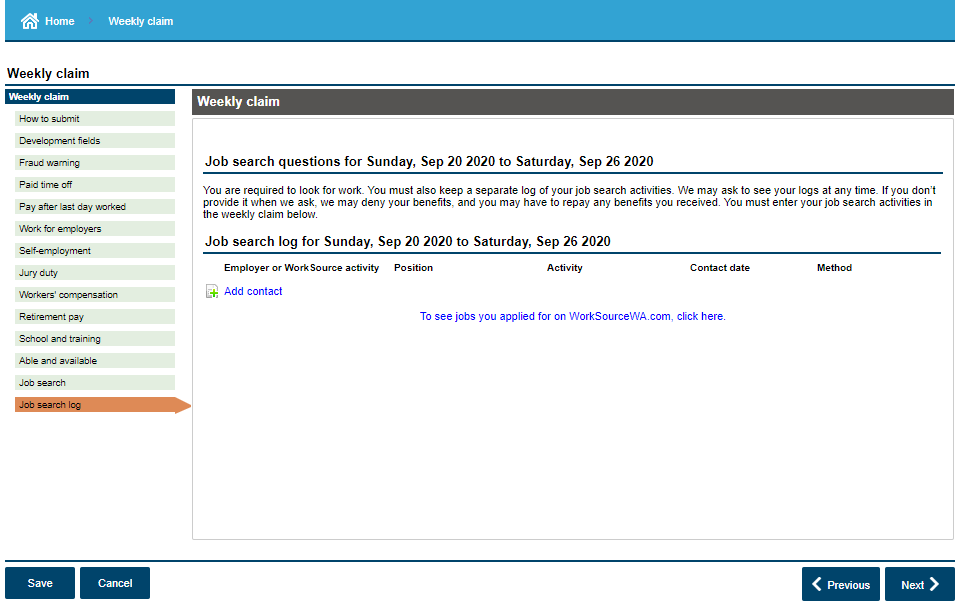 Home > Weekly claim
Weekly claim
Weekly claim
How to submit
Development fields
Fraud warning
Paid time off
Pay after last day worked
Work for employers
Self-employment
Jury duty
Workers' compensation
Retirement pay
School and training
Able and available
Job search
Job search log
Weekly claim
Job search questions for Sunday, Sep 20 2020 to Saturday, Sep 26 2020
You are required to look for work. You must also keep a separate log of your job search activities. We may ask to see your logs at any time. If you don't
provide it when we ask, we may deny your benefits, and you may have to repay any benefits you received. You must enter your job search activities in
the weekly claim below.
Job search log for Sunday, Sep 20 2020 to Saturday, Sep 26 2020
Employer or WorkSource activity Position Activity Contact date Method
Add contact
To see jobs you applied for on WorkSourceWA.com, click here.
Save Cancel Previous Next